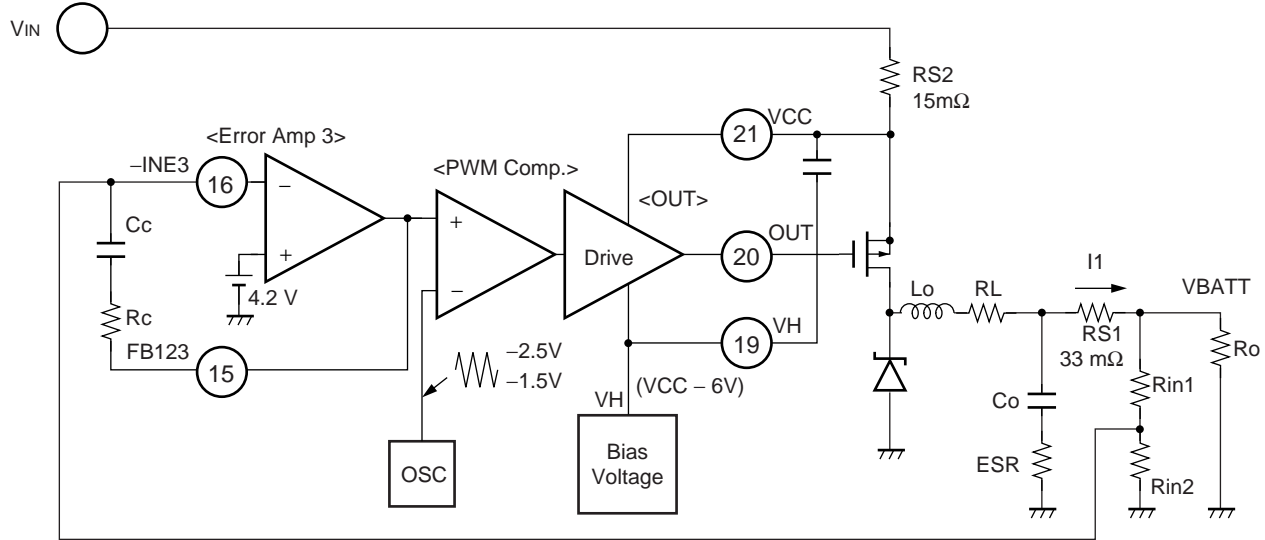 VIN
RS2
15mΩ
21
VCC
<Error Amp 3>
−INE3
16
−
+
4.2 V
Cc
Rc
FB123
15
<PWM Comp.>
+
−
−2.5V
−1.5V
OSC
<OUT>
Drive
20
OUT
19
VH
(VCC − 6V)
VH
Bias
Voltage
Lo
RL
I1
RS1
33 mΩ
VBATT
Ro
Rin1
Rin2
Co
ESR